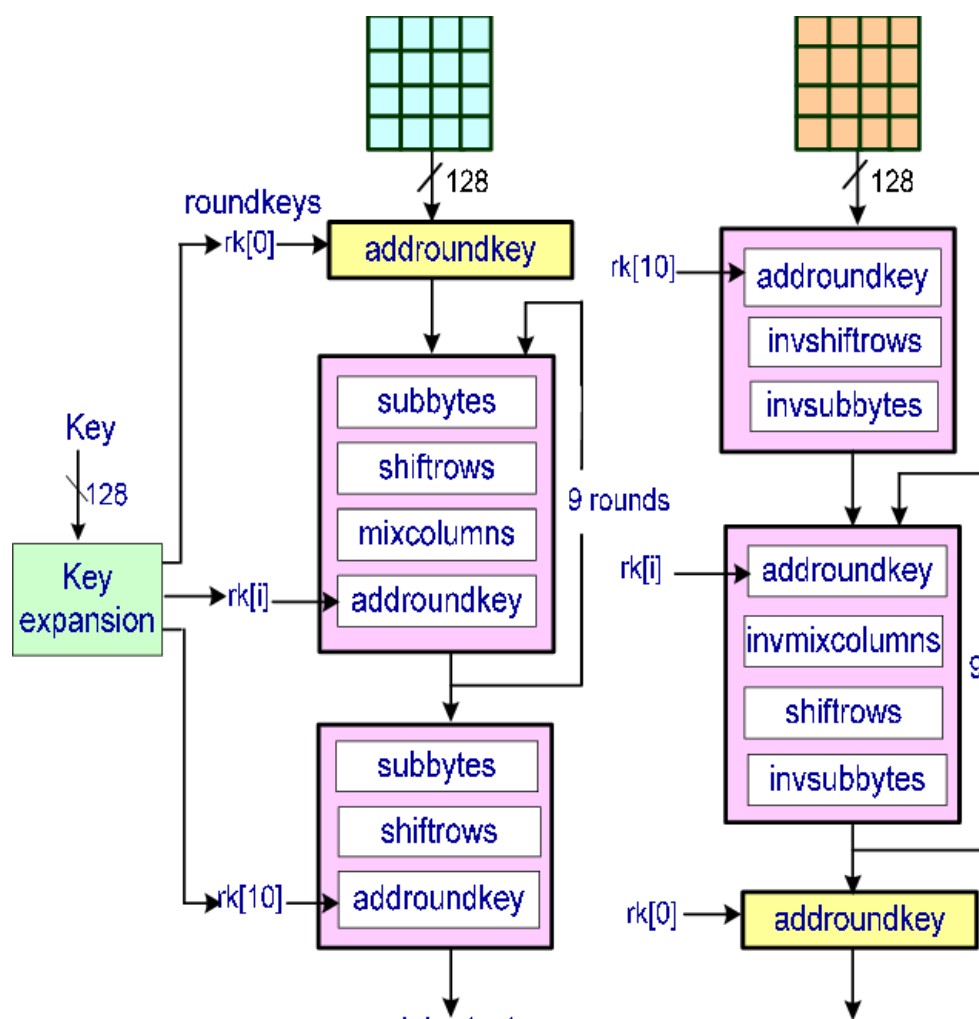 128
roundkeys
rk[0]
addroundkey
subbytes
shiftrows
mixcolumns
rk[i]
addroundkey
9 rounds
Key
128
Key
expansion
subbytes
shiftrows
rk[10]
addroundkey
128
rk[10]
addroundkey
invshiftrows
invsubbytes
rk[i]
addroundkey
invmixcolumns
shiftrows
invsubbytes
9
rk[0]
addroundkey